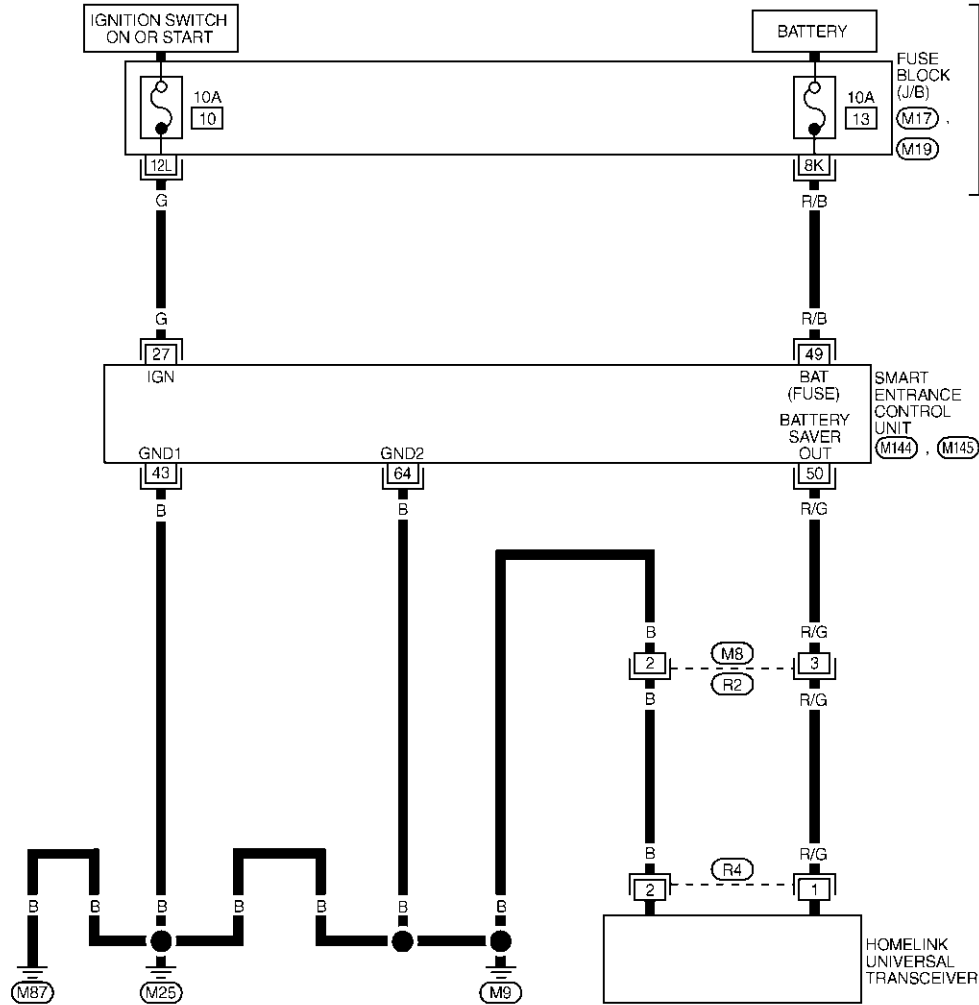 IGNITION SWITCH
ON OR START
BATTERY
FUSE
BLOCK
(J/B)
M17 ,
M19
10A
10
10A
13
12L
8K
G
R/B
G
R/B
27
49
IGN
BAT
(FUSE)
BATTERY
SAVER
OUT
SMART
ENTRANCE
CONTROL
UNIT
M144 , M145
GND1
GND2
43
64
50
B
B
R/G
B
R/G
2
M8
3
R2
B
R/G
B
R/G
R4
2
1
B
B
B
B
B
B
B
M87
M25
M9
HOMELINK
UNIVERSAL
TRANSCEIVER